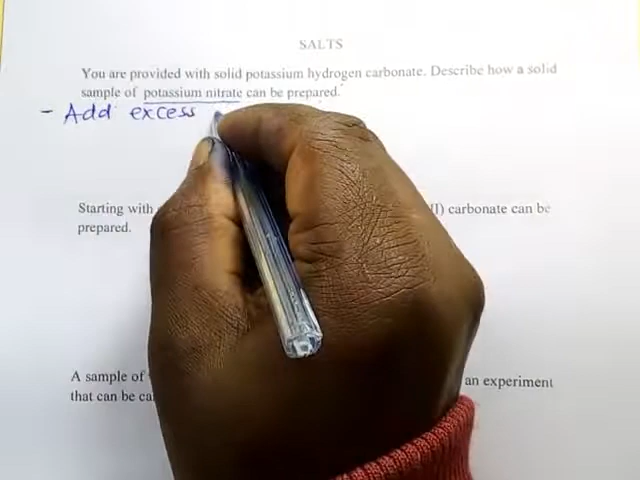 SALTS
You are provided with solid potassium hydrogen carbonate. Describe how a solid
sample of potassium nitrate can be prepared.
- Add excess
Starting with (I) carbonate can be
prepared.
A sample of an experiment
that can be